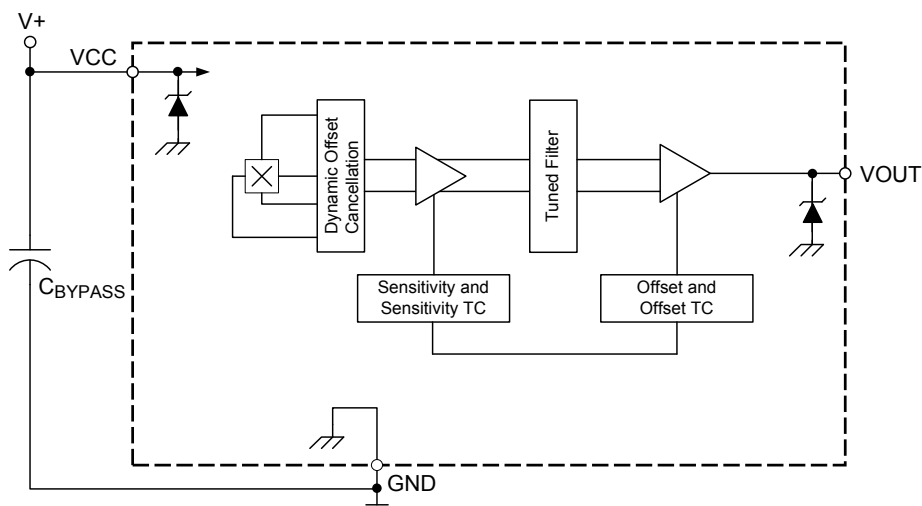 V+
VCC
Dynamic Offset
Cancellation
Tuned Filter
VOUT
CBYPASS
Sensitivity and
Sensitivity TC
Offset and
Offset TC
GND